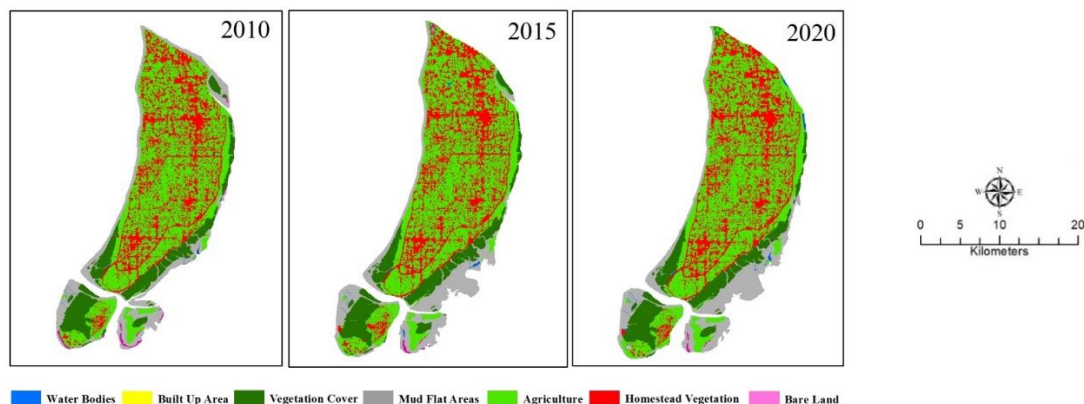 2010 2015 2020
N
W E
S
0 5 10 20
Kilometers
Water Bodies Built Up Area Vegetation Cover Mud Flat Areas Agriculture Homestead Vegetation Bare Land